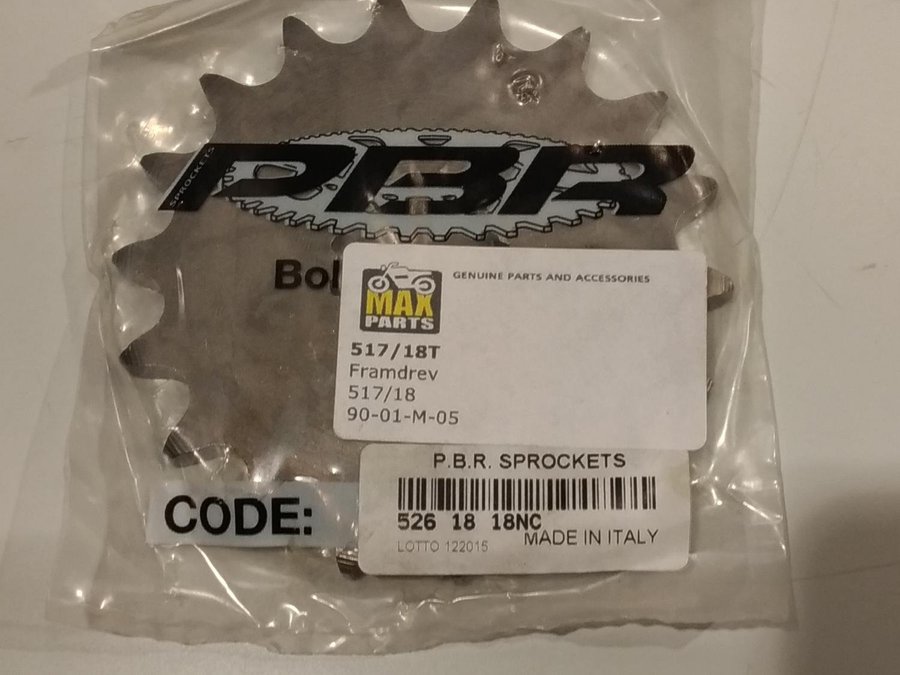 SPROCKETS
PBR
Bol
GENUINE PARTS AND ACCESSORIES
MAX
PARTS
517/18T
Framdrev
517/18
90-01-M-05
P.B.R. SPROCKETS
526 18 18NC
MADE IN ITALY
LOTTO 122015
CODE: